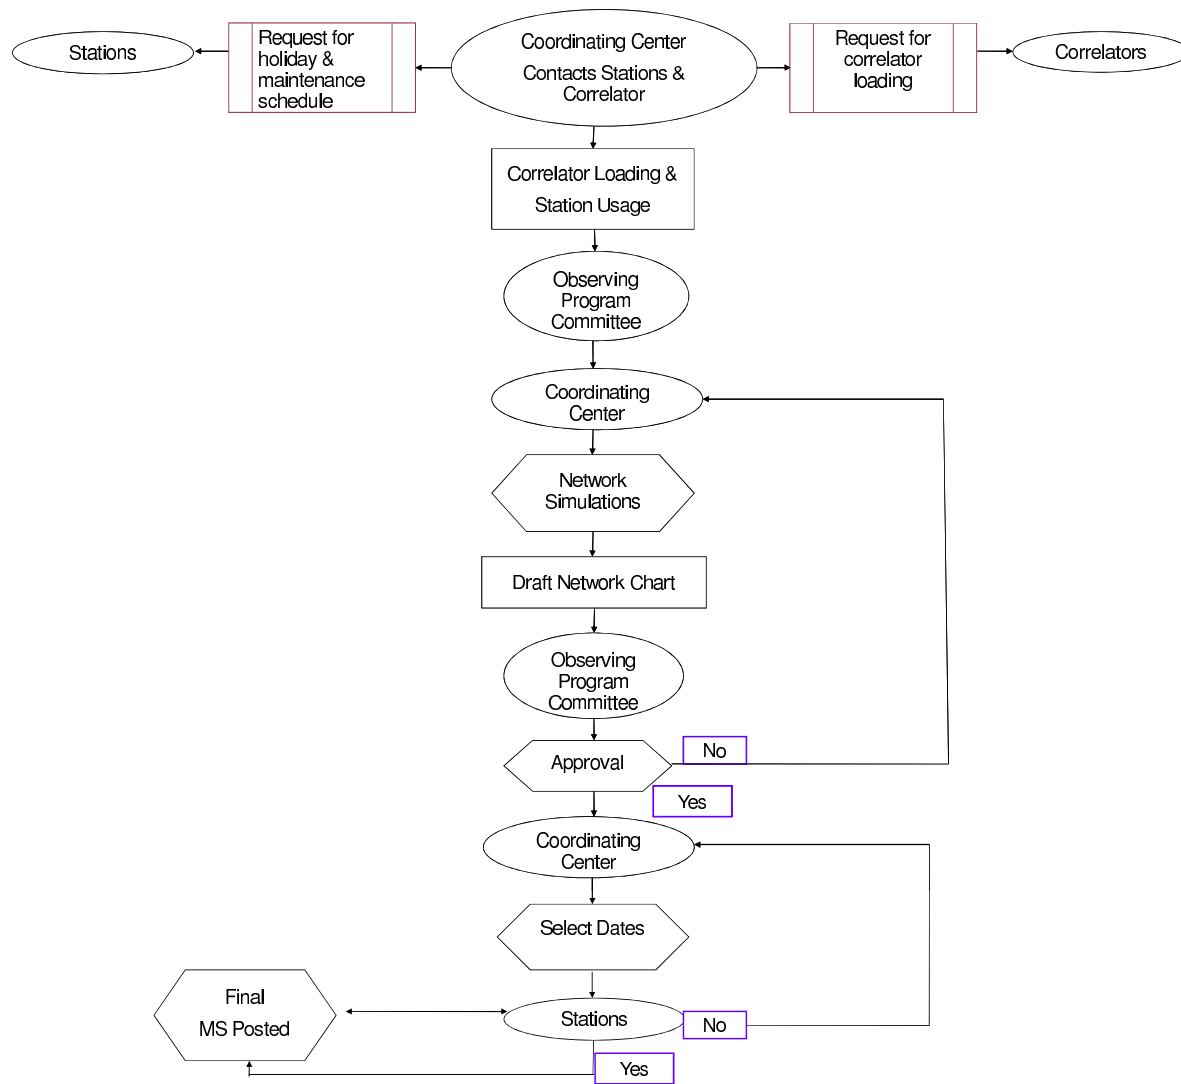 Stations
Request for
holiday &
maintenance
schedule
Coordinating Center
Contacts Stations &
Correlator
Request for
correlator
loading
Correlators
Correlator Loading &
Station Usage
Observing
Program
Committee
Coordinating
Center
Network
Simulations
Draft Network Chart
Observing
Program
Committee
Approval
No
Yes
Coordinating
Center
Select Dates
Final
MS Posted
Stations
No
Yes